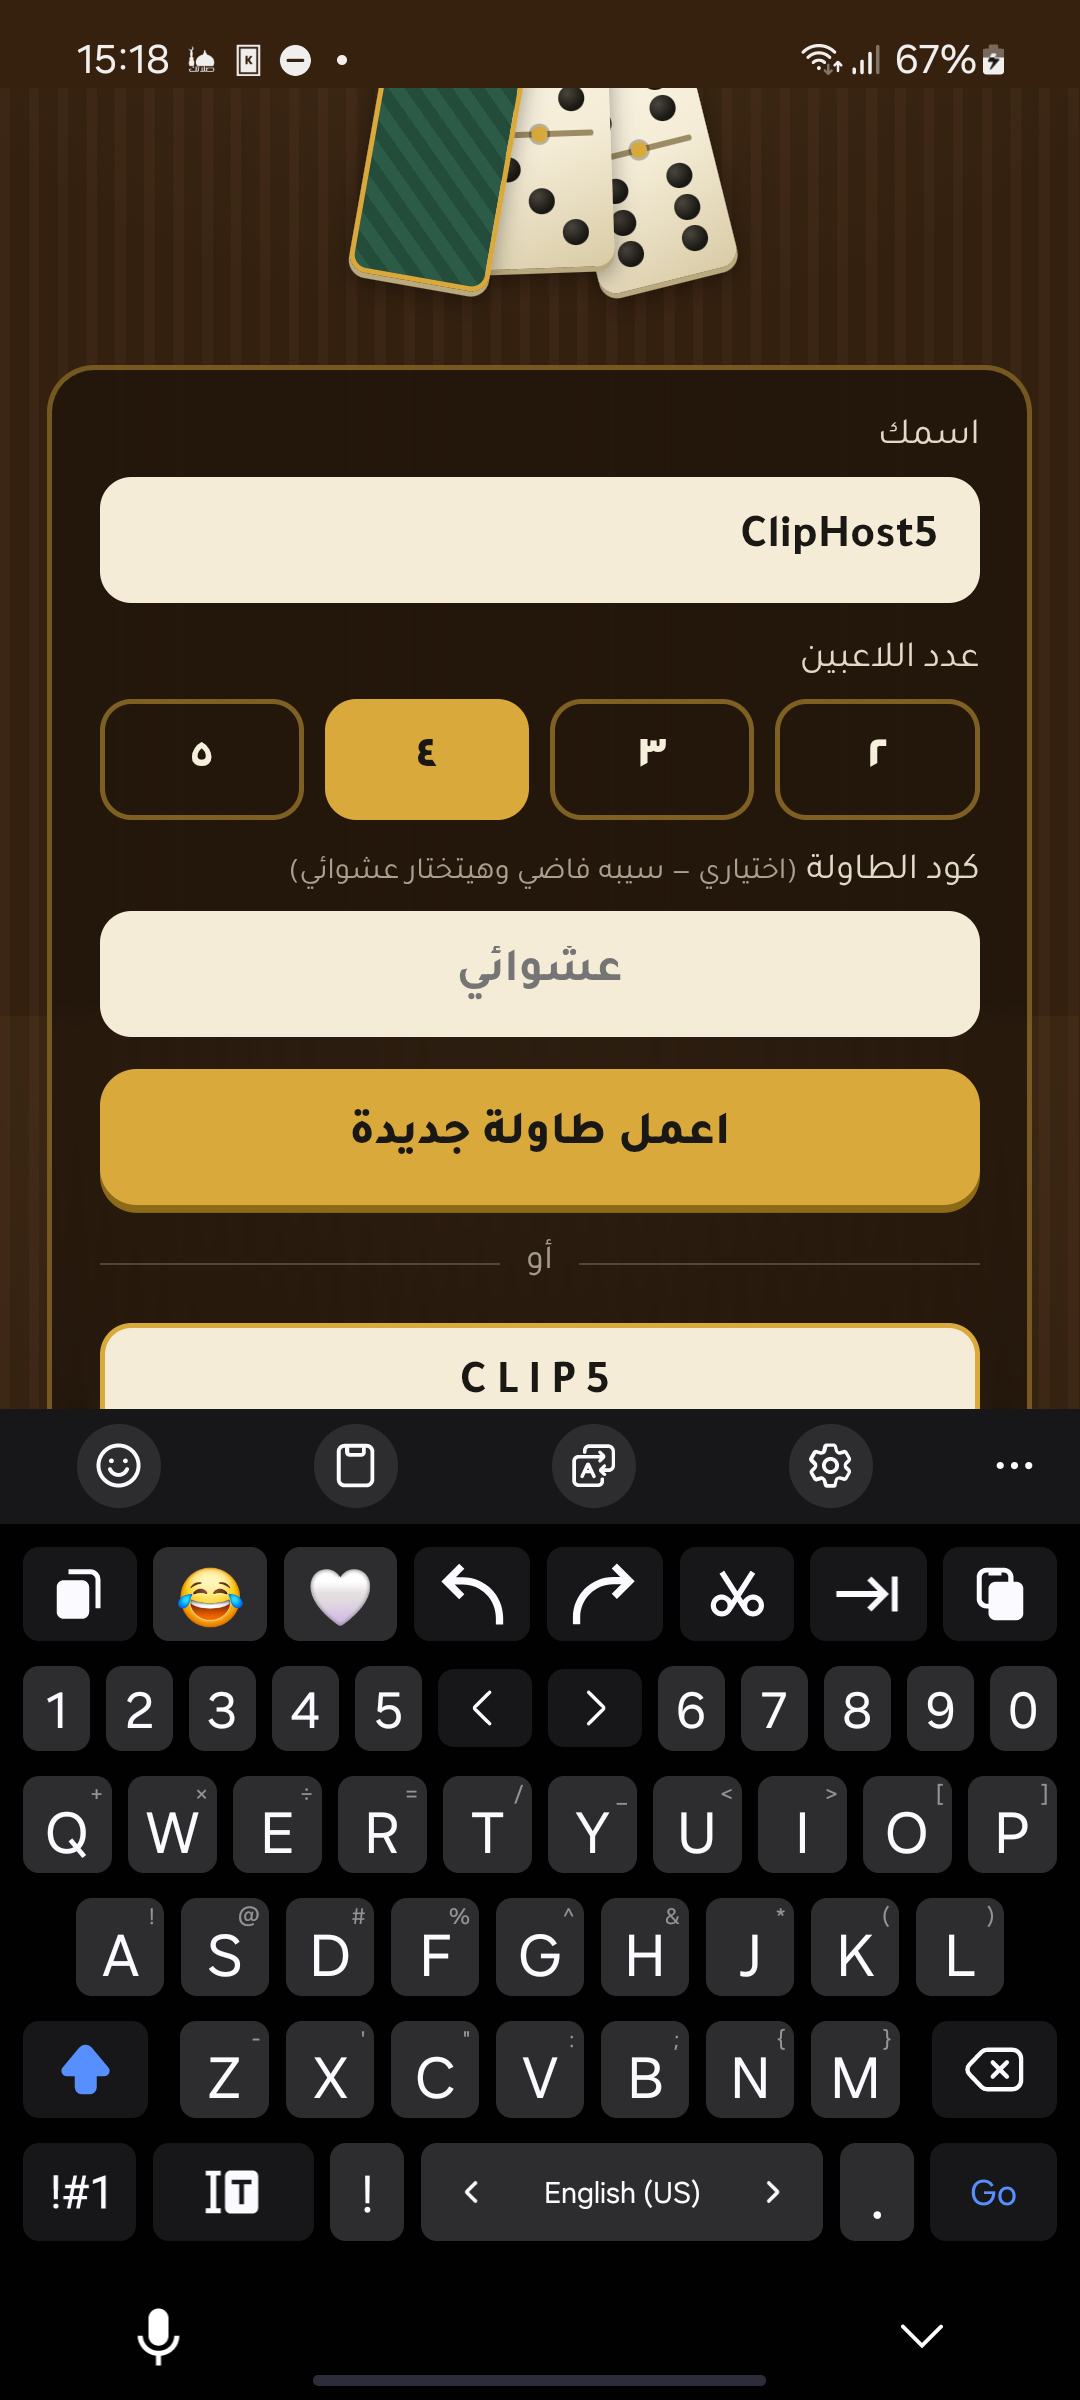 15:18
67%
اسمك
ClipHost5
عدد اللاعبين
٢ ٣ ٤ ٥
كود الطاولة (اختياري – سيبه فاضي وهيتختار عشوائي)
عشوائي
اعمل طاولة جديدة
أو
CLIP5
1 2 3 4 5 6 7 8 9 0
+ × ÷ = / _ < > [ ]
Q W E R T Y U I O P
! @ # % ^ & * ( )
A S D F G H J K L
- ' " : ; { }
Z X C V B N M
!#1 ! English (US) . Go